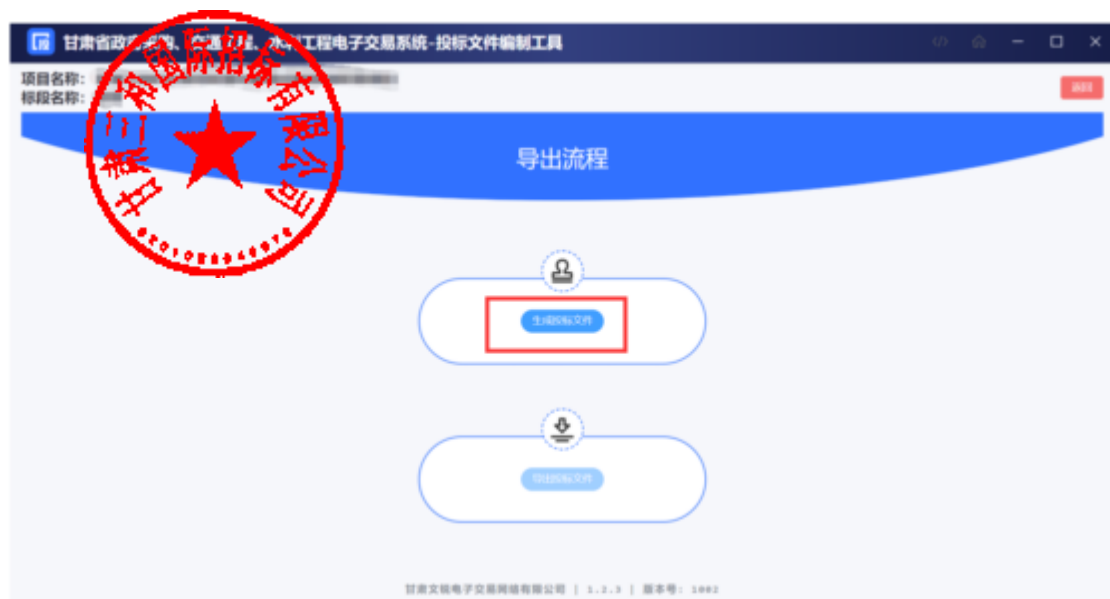 甘肃省政府采购、交通工程、水利工程电子交易系统-投标文件编制工具
项目名称：
标段名称：
返回
导出流程
甘肃三和国际招标有限公司
生成投标文件
导出投标文件
甘肃文锐电子交易网络有限公司 | 1.2.3 | 版本号: 1002